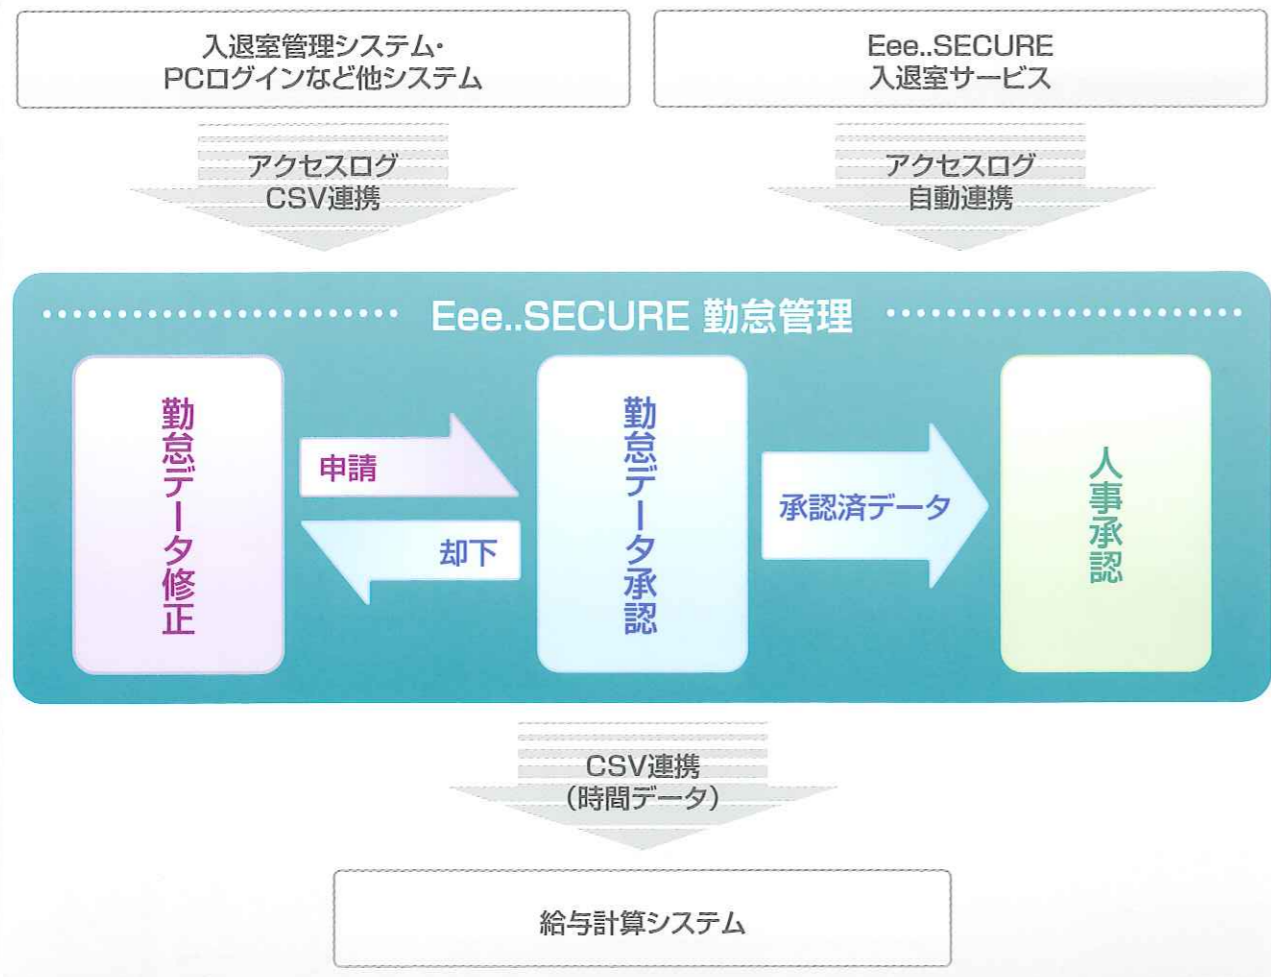 入退室管理システム・
PCログインなど他システム
Eee..SECURE
入退室サービス
アクセスログ
CSV連携
アクセスログ
自動連携
Eee..SECURE 勤怠管理
勤怠データ修正
申請
却下
勤怠データ承認
承認済データ
人事承認
CSV連携
（時間データ）
給与計算システム